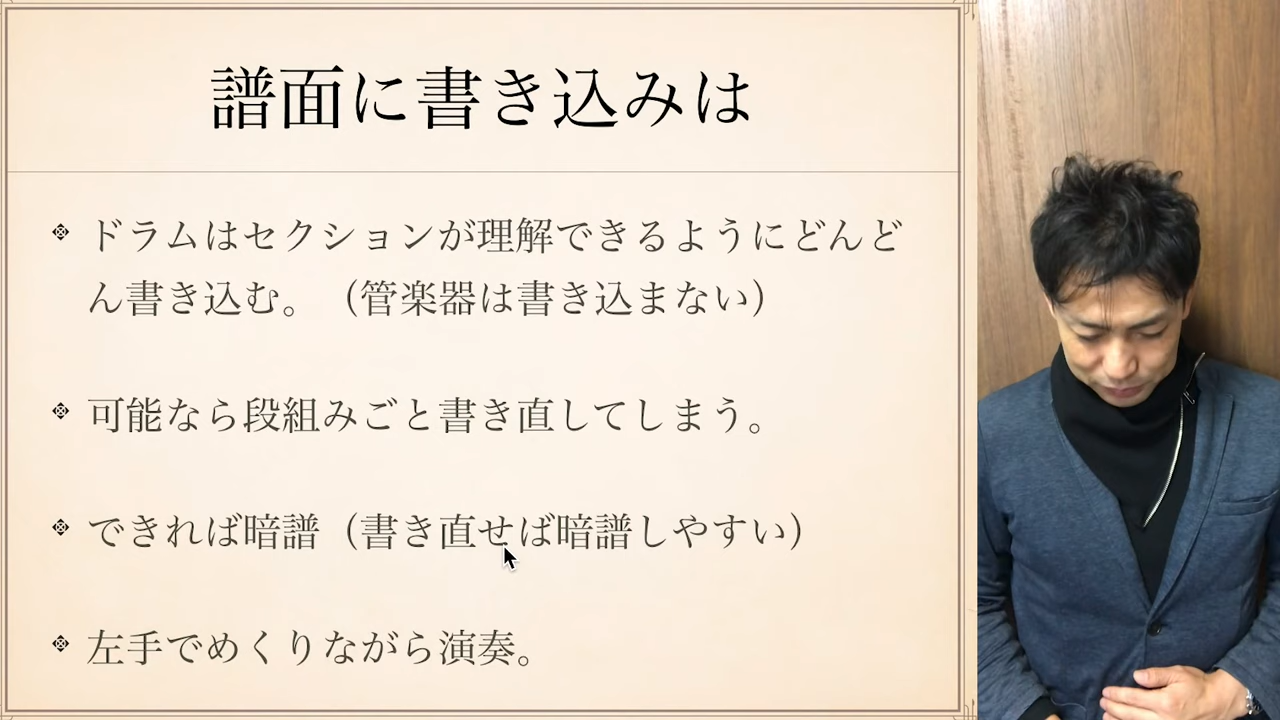 譜面に書き込みは
ドラムはセクションが理解できるようにどんど
ん書き込む。（管楽器は書き込まない）
可能なら段組みごと書き直してしまう。
できれば暗譜（書き直せば暗譜しやすい）
左手でめくりながら演奏。